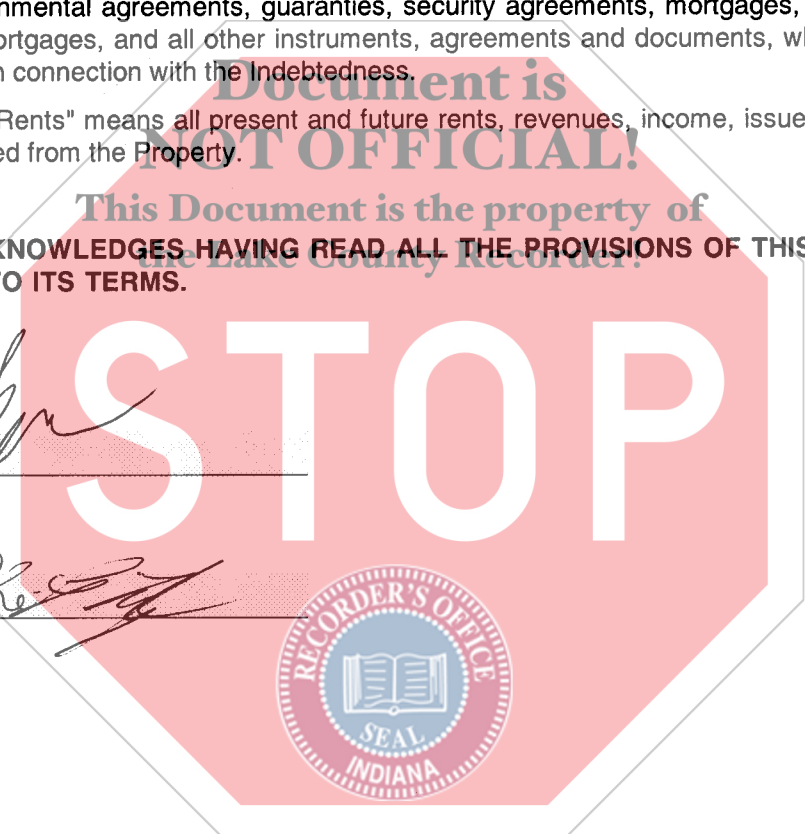 nmental agreements, guaranties, security agreements, mortgages,
ortgages, and all other instruments, agreements and documents, wh
n connection with the Indebtedness.
Document is
Rents" means all present and future rents, revenues, income, issue
NOT OFFICIAL!
ed from the Property.
This Document is the property of
KNOWLEDGES HAVING READ ALL THE PROVISIONS OF THIS
the Lake County Recorder!
TO ITS TERMS.
STOP
RECORDER'S OFFICE
SEAL
INDIANA